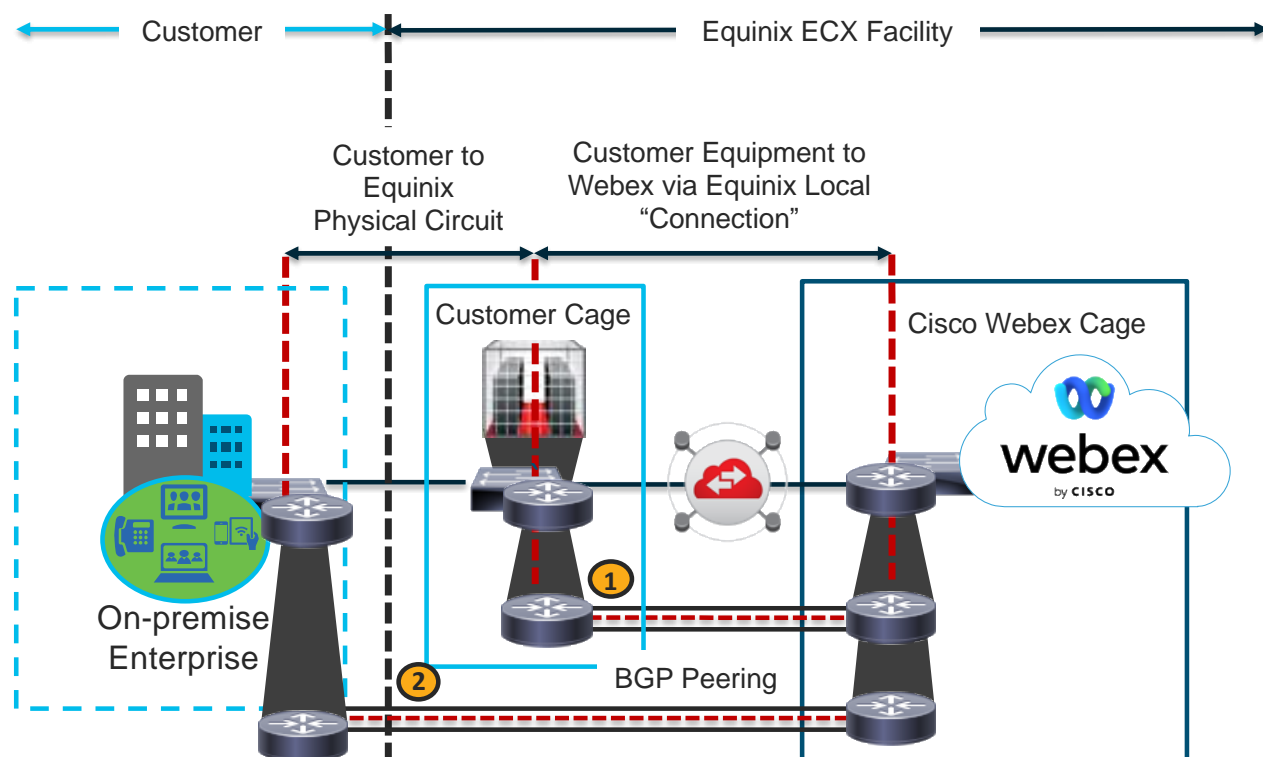 Customer
Equinix ECX Facility
Customer to
Equinix
Physical Circuit
Customer Equipment to
Webex via Equinix Local
“Connection”
Customer Cage
Cisco Webex Cage
webex
by CISCO
On-premise
Enterprise
1
2
BGP Peering